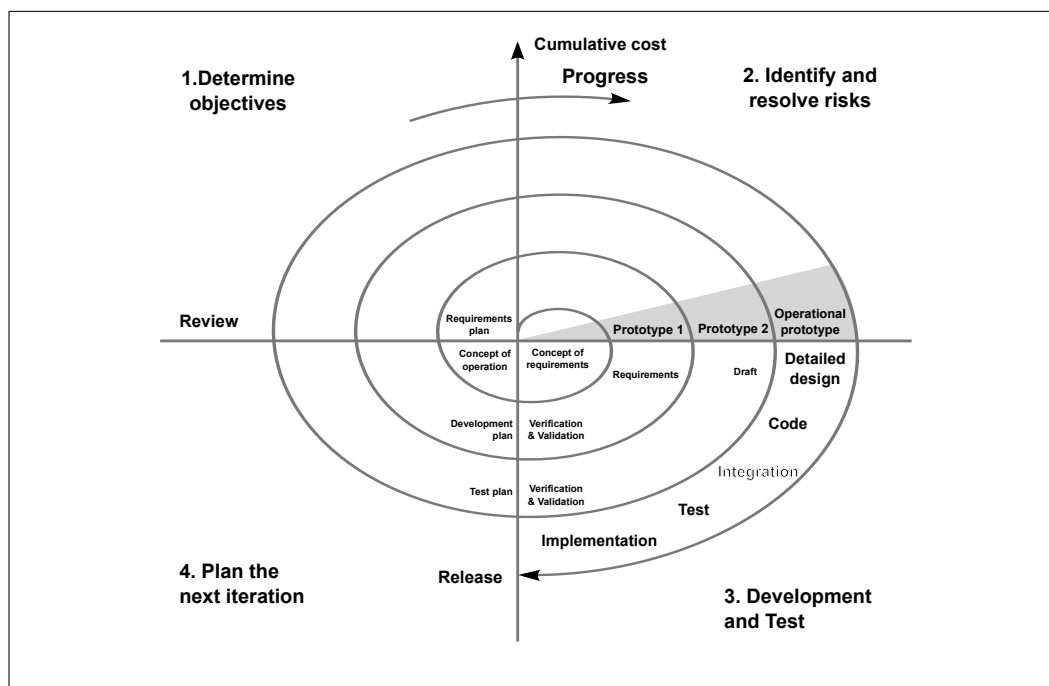 Cumulative cost
Progress
1.Determine
objectives
2. Identify and
resolve risks
Review
Requirements
plan
Prototype 1
Prototype 2
Operational
prototype
Concept of
operation
Concept of
requirements
Requirements
Draft
Detailed
design
Development
plan
Verification
& Validation
Code
Integration
Test plan
Verification
& Validation
Test
Implementation
Release
4. Plan the
next iteration
3. Development
and Test